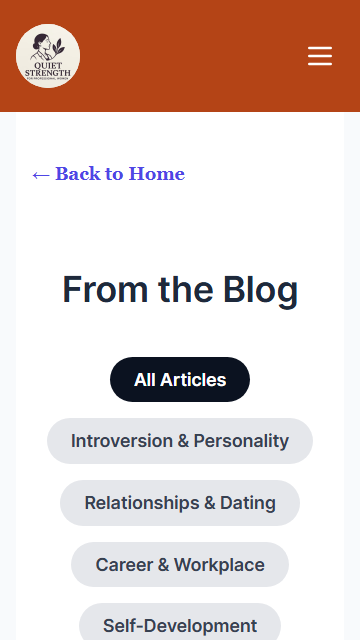 QUIET
STRENGTH
FOR PROFESSIONAL WOMEN
← Back to Home
From the Blog
All Articles
Introversion & Personality
Relationships & Dating
Career & Workplace
Self-Development